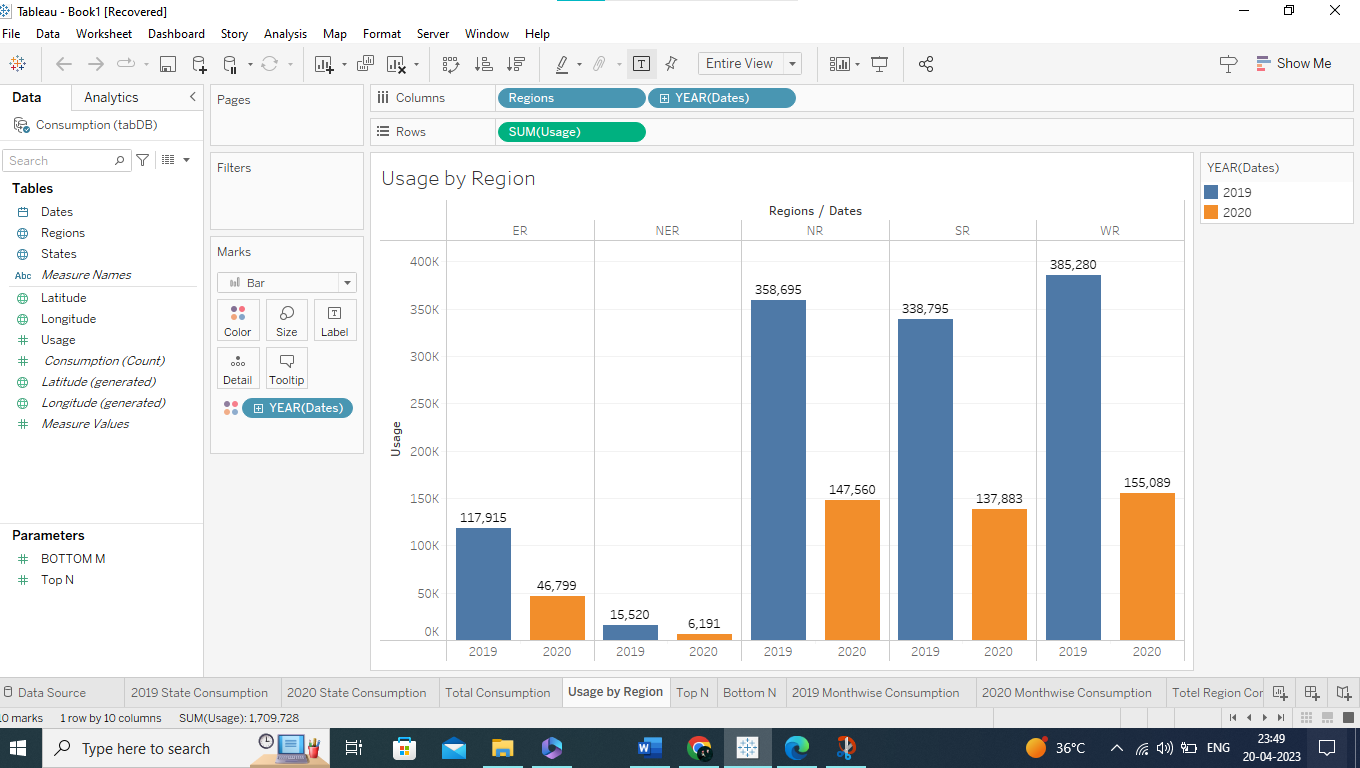 Tableau - Book1 [Recovered]
File Data Worksheet Dashboard Story Analysis Map Format Server Window Help
Entire View
Show Me
Data Analytics
Consumption (tabDB)
Search
Tables
Dates
Regions
States
Abc Measure Names
Latitude
Longitude
Usage
Consumption (Count)
Latitude (generated)
Longitude (generated)
Measure Values
Parameters
BOTTOM M
Top N
Pages
Filters
Marks
Bar
Color Size Label
Detail Tooltip
YEAR(Dates)
Columns Regions YEAR(Dates)
Rows SUM(Usage)
Usage by Region
Regions / Dates
ER NER NR SR WR
Usage
400K
350K
300K
250K
200K
150K
100K
50K
0K
117,915
46,799
15,520
6,191
358,695
147,560
338,795
137,883
385,280
155,089
2019 2020 2019 2020 2019 2020 2019 2020 2019 2020
YEAR(Dates)
2019
2020
Data Source 2019 State Consumption 2020 State Consumption Total Consumption Usage by Region Top N Bottom N 2019 Monthwise Consumption 2020 Monthwise Consumption Totel Region Cor
0 marks 1 row by 10 columns SUM(Usage): 1,709,728
Type here to search
36°C
ENG
23:49
20-04-2023